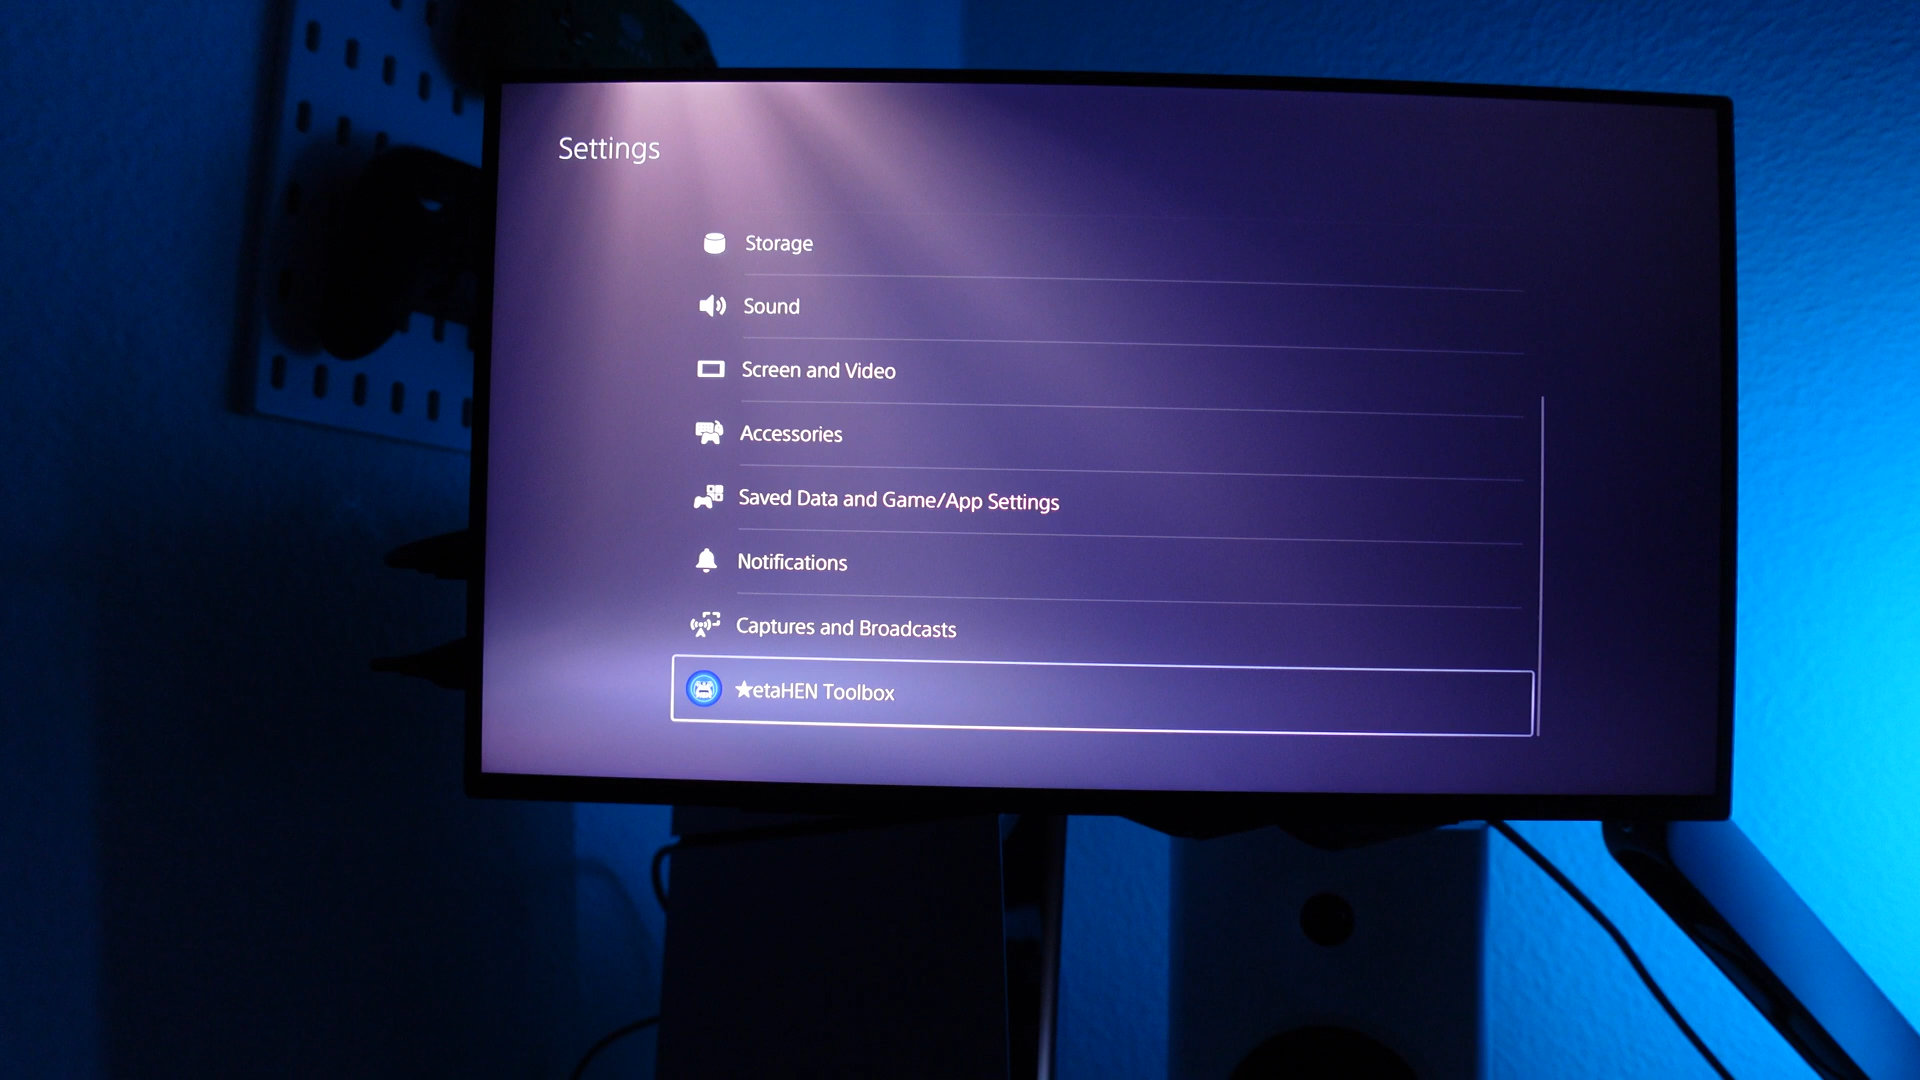 Settings
Storage
Sound
Screen and Video
Accessories
Saved Data and Game/App Settings
Notifications
Captures and Broadcasts
★etaHEN Toolbox